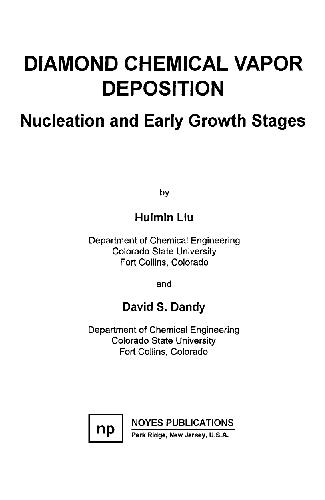 DIAMOND CHEMICAL VAPOR
DEPOSITION
Nucleation and Early Growth Stages
by
Huimin Liu
Department of Chemical Engineering
Colorado State University
Fort Collins, Colorado
and
David S. Dandy
Department of Chemical Engineering
Colorado State University
Fort Collins, Colorado
np
NOYES PUBLICATIONS
Park Ridge, New Jersey, U.S.A.